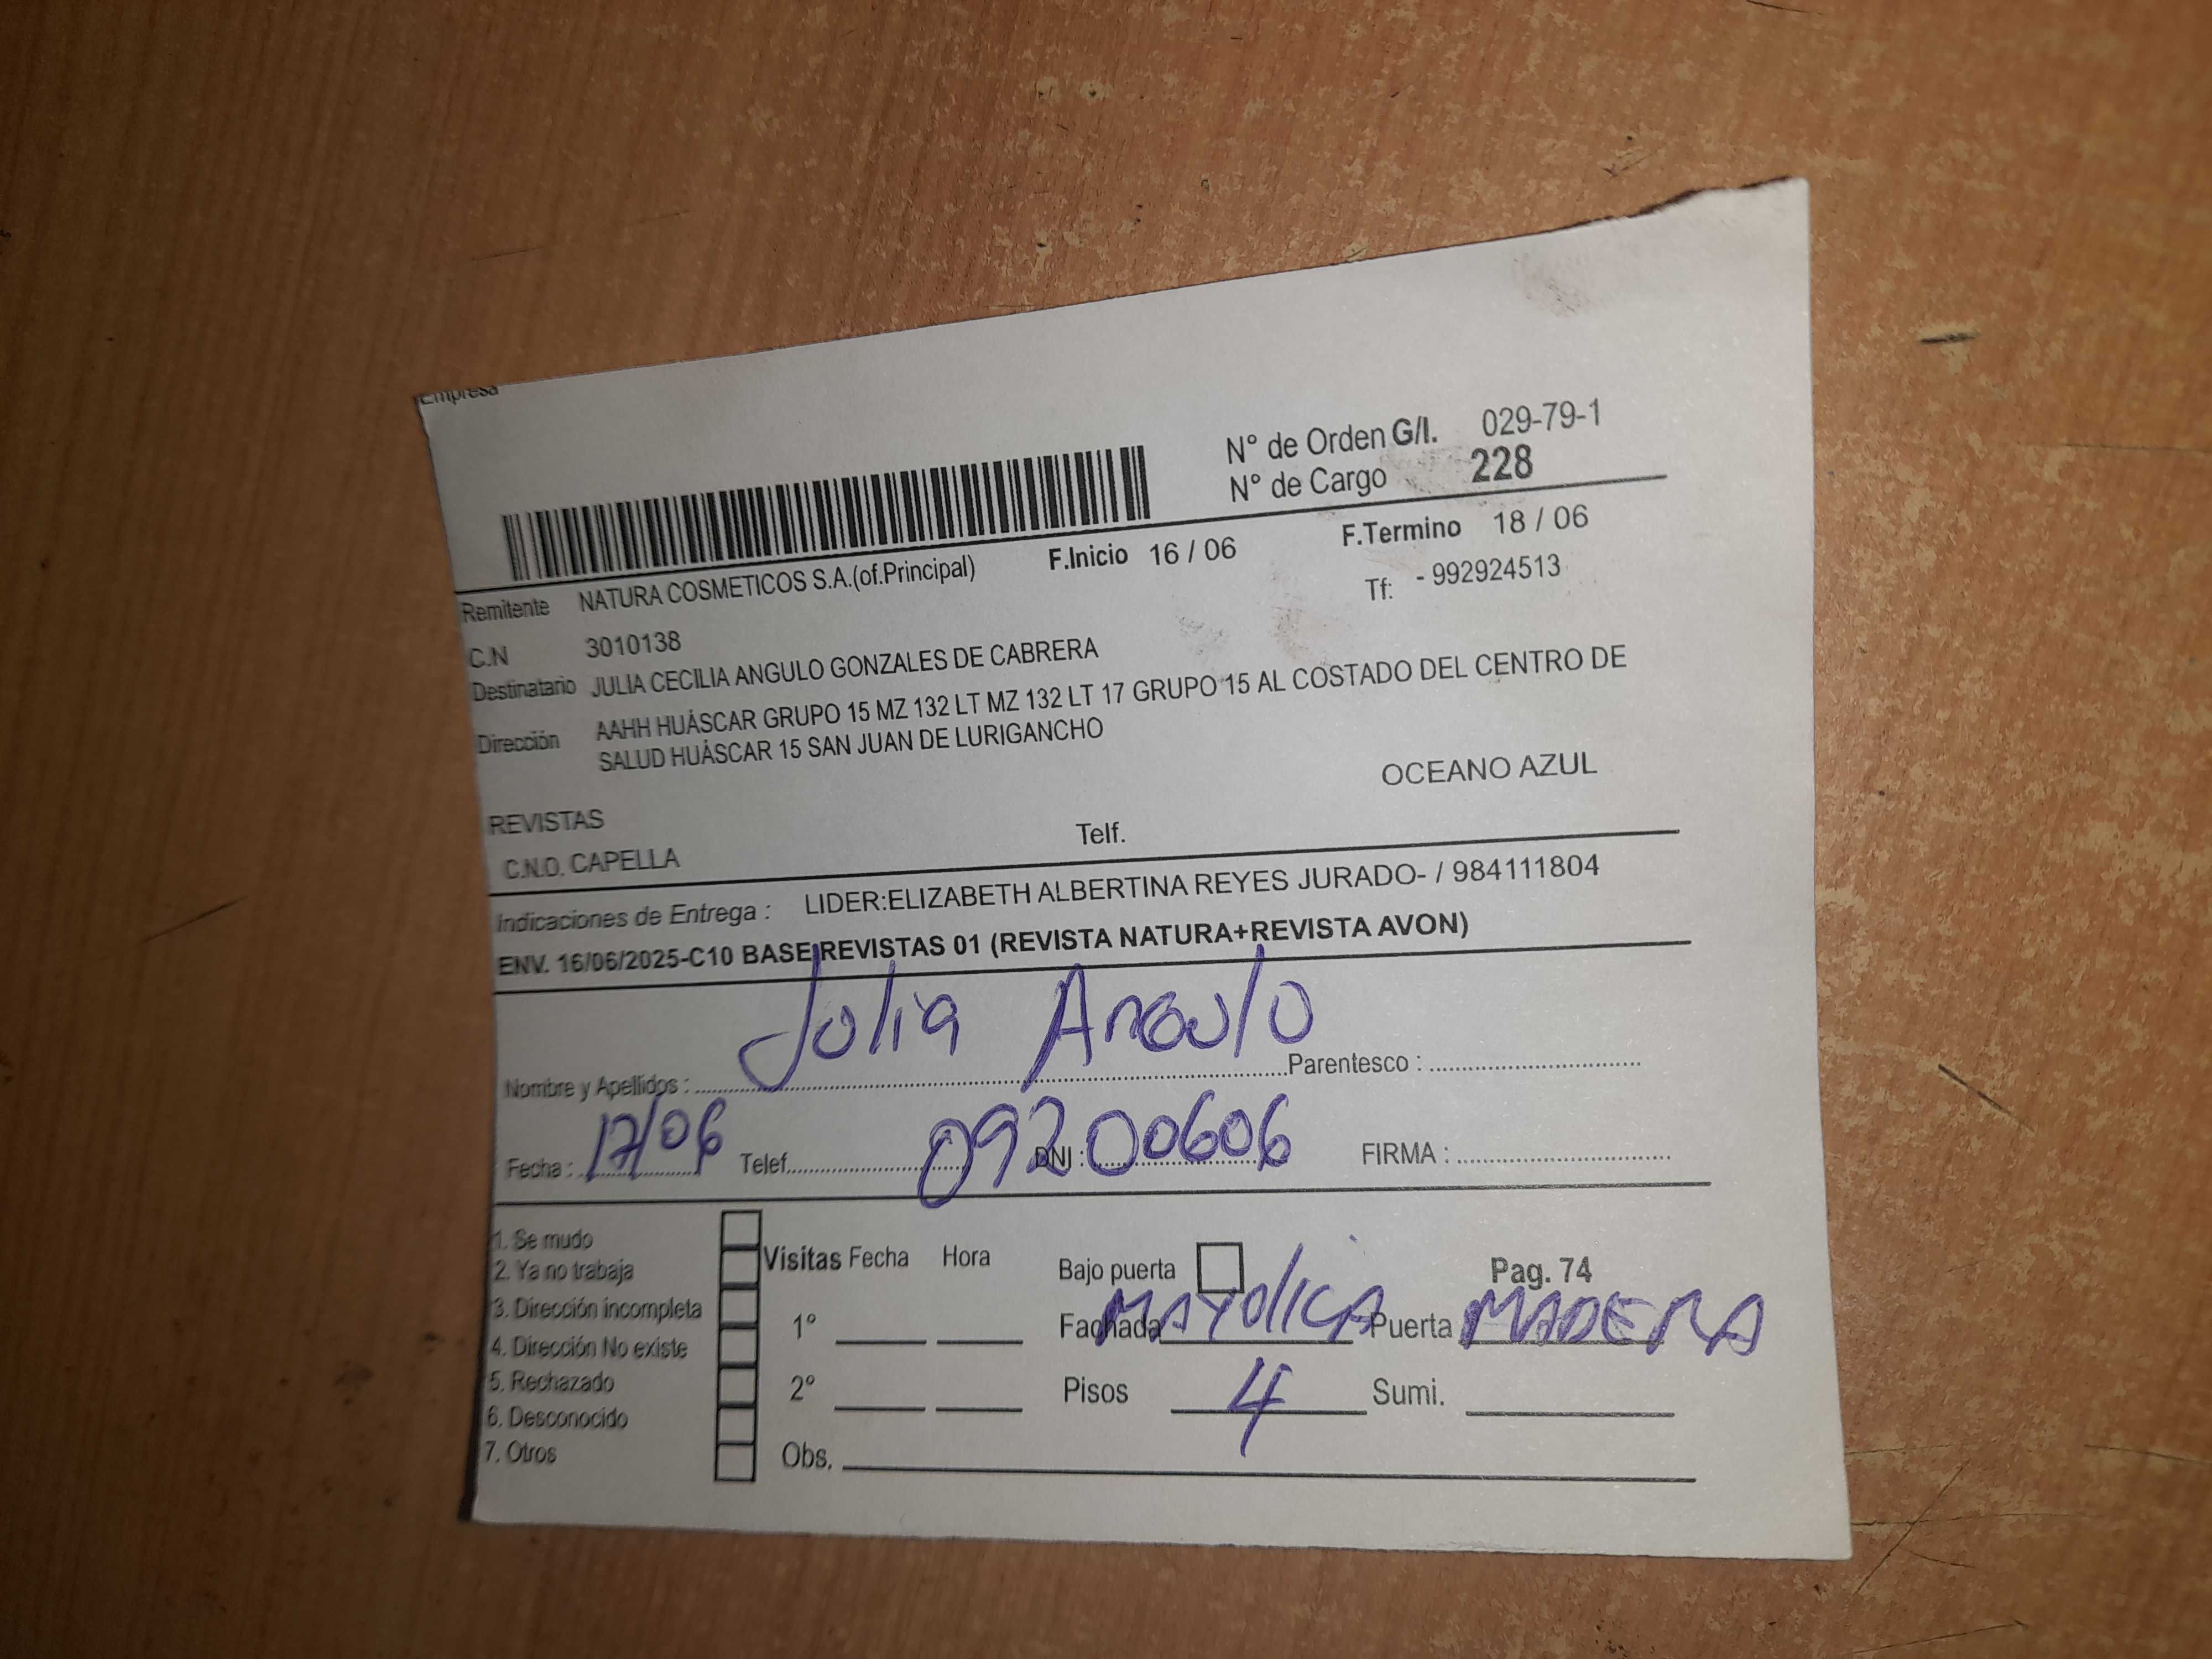 Empresa
N° de Orden G/I. 029-79-1
N° de Cargo 228
F.Inicio 16 / 06 F.Termino 18 / 06
Remitente NATURA COSMETICOS S.A.(of.Principal) Tf: - 992924513
C.N 3010138
Destinatario JULIA CECILIA ANGULO GONZALES DE CABRERA
Dirección AAHH HUÁSCAR GRUPO 15 MZ 132 LT MZ 132 LT 17 GRUPO 15 AL COSTADO DEL CENTRO DE
SALUD HUÁSCAR 15 SAN JUAN DE LURIGANCHO
OCEANO AZUL
REVISTAS
C.N.O. CAPELLA Telf.
Indicaciones de Entrega : LIDER:ELIZABETH ALBERTINA REYES JURADO- / 984111804
ENV. 16/06/2025-C10 BASE REVISTAS 01 (REVISTA NATURA+REVISTA AVON)
Nombre y Apellidos : Julia Angulo Parentesco :
Fecha : 17/06 Telef. DNI : 09200606 FIRMA :
1. Se mudo
2. Ya no trabaja
3. Dirección incompleta
4. Dirección No existe
5. Rechazado
6. Desconocido
7. Otros
Visitas Fecha Hora
1°
2°
Obs.
Bajo puerta Pag. 74
Fachada MAYOLICA Puerta MADERA
Pisos 4 Sumi.